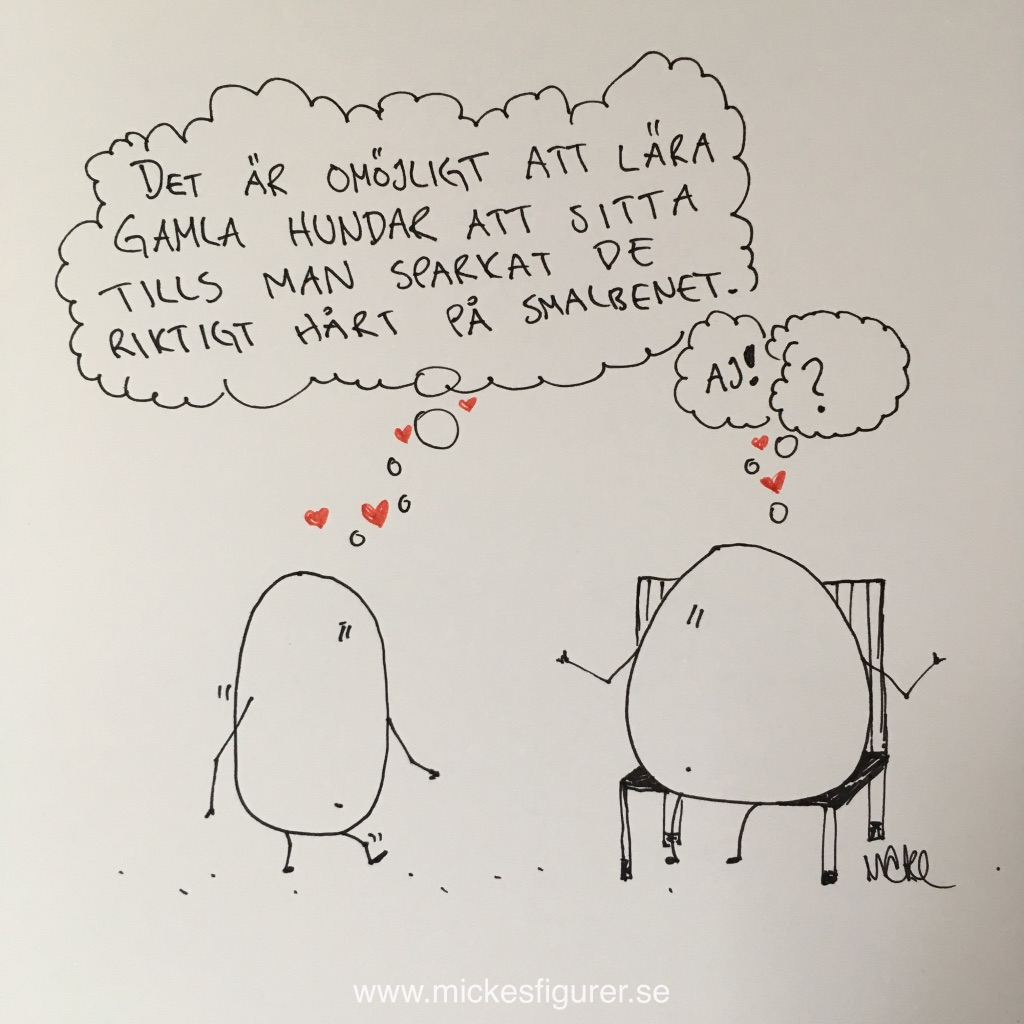 DET ÄR OMÖJLIGT ATT LÄRA
GAMLA HUNDAR ATT SITTA
TILLS MAN SPARKAT DE
RIKTIGT HÅRT PÅ SMALBENET.
AJ!
?
MICKE
www.mickesfigurer.se